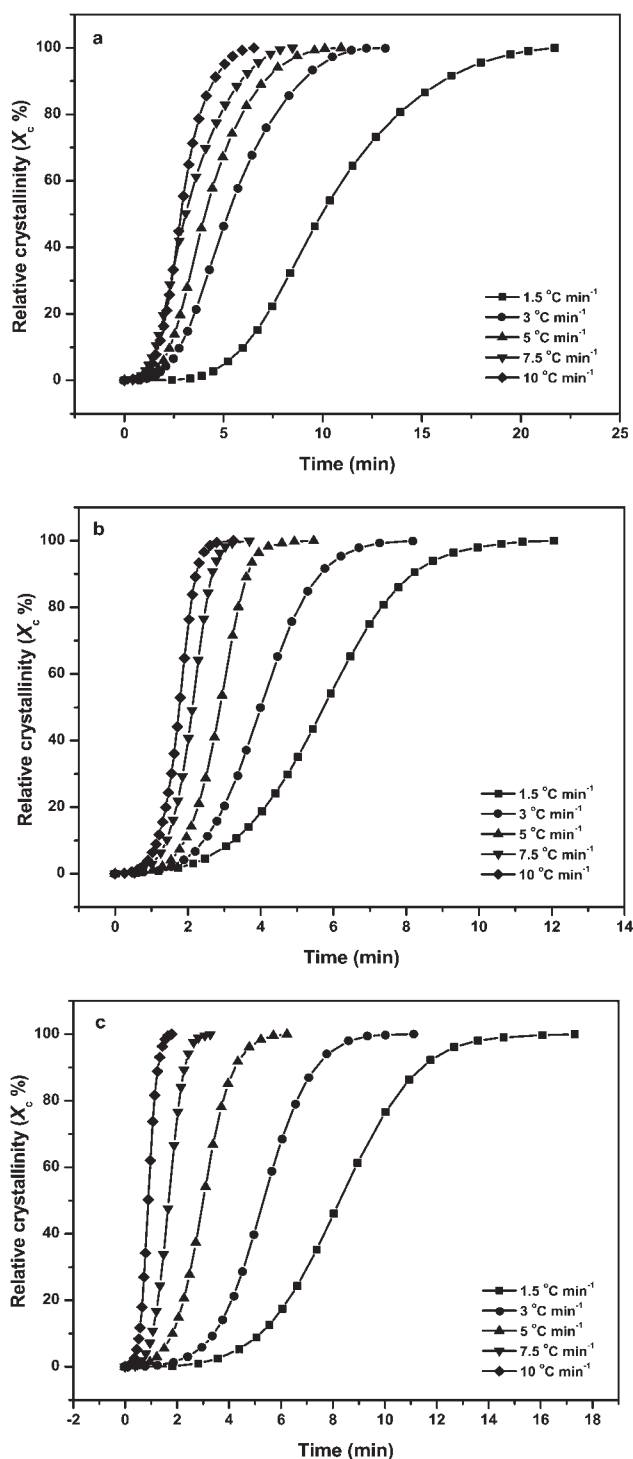 a
Relative crystallinity (Xc %)
100
80
60
40
20
0
1.5 °C min⁻¹
3 °C min⁻¹
5 °C min⁻¹
7.5 °C min⁻¹
10 °C min⁻¹
0 5 10 15 20 25
Time (min)
b
Relative crystallinity (Xc %)
100
80
60
40
20
0
1.5 °C min⁻¹
3 °C min⁻¹
5 °C min⁻¹
7.5 °C min⁻¹
10 °C min⁻¹
0 2 4 6 8 10 12 14
Time (min)
c
Relative crystallinity (Xc %)
100
80
60
40
20
0
1.5 °C min⁻¹
3 °C min⁻¹
5 °C min⁻¹
7.5 °C min⁻¹
10 °C min⁻¹
-2 0 2 4 6 8 10 12 14 16 18
Time (min)